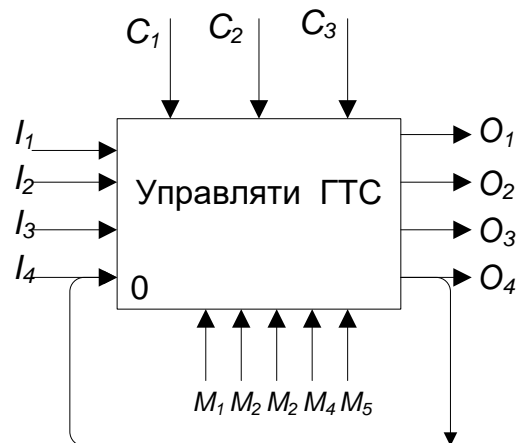 C1 C2 C3
I1 O1
I2 Управляти ГТС O2
I3 O3
I4 0 O4
M1 M2 M2 M4 M5